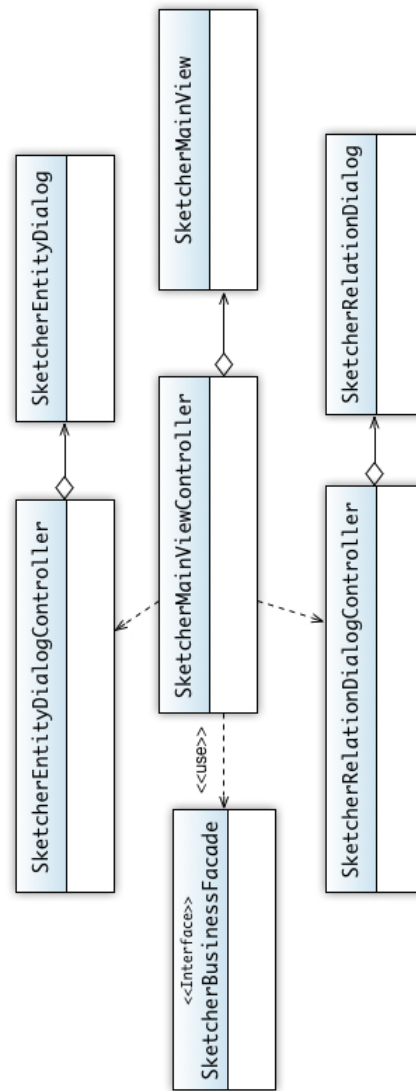 SketcherEntityDialog
SketcherEntityDialogController
SketcherMainView
SketcherMainViewController
<<use>>
<<Interface>>
SketcherBusinessFacade
SketcherRelationDialog
SketcherRelationDialogController